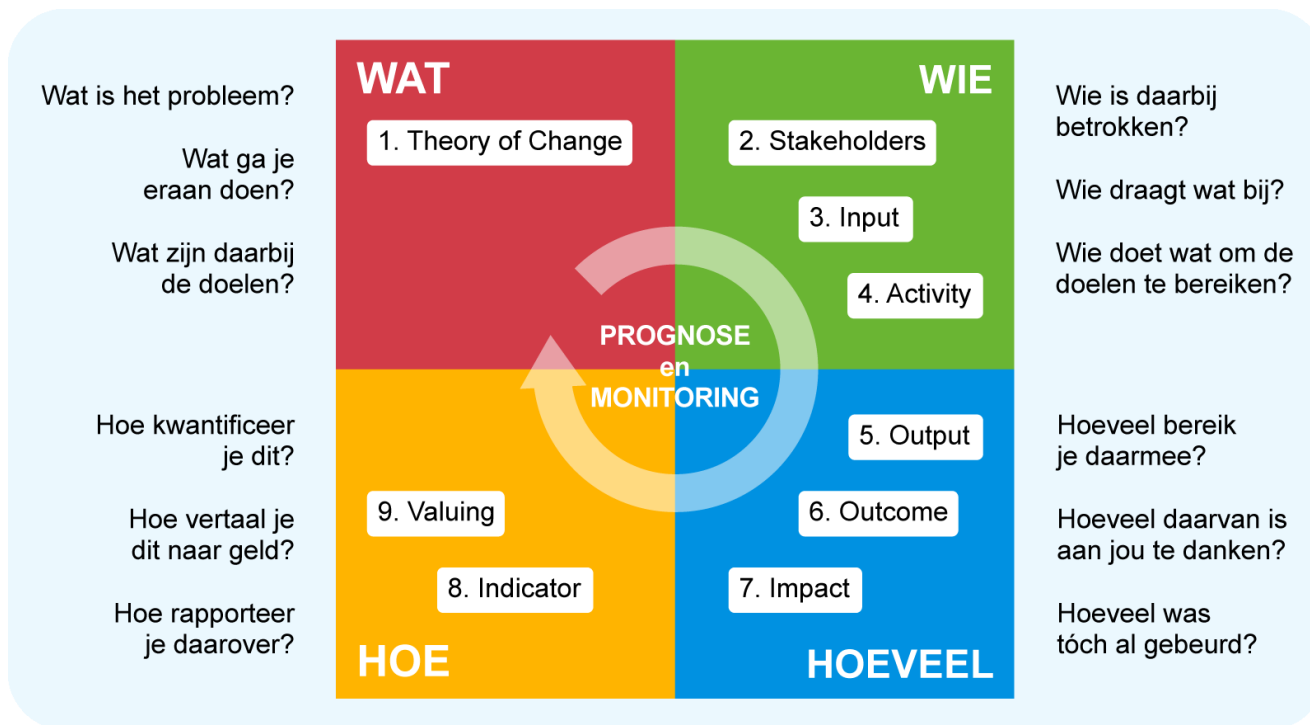 WAT
Wat is het probleem?
Wat ga je
eraan doen?
Wat zijn daarbij
de doelen?
1. Theory of Change
WIE
2. Stakeholders
3. Input
4. Activity
Wie is daarbij
betrokken?
Wie draagt wat bij?
Wie doet wat om de
doelen te bereiken?
PROGNOSE
en
MONITORING
5. Output
6. Outcome
7. Impact
HOEVEEL
Hoeveel bereik
je daarmee?
Hoeveel daarvan is
aan jou te danken?
Hoeveel was
tóch al gebeurd?
Hoe kwantificeer
je dit?
Hoe vertaal je
dit naar geld?
Hoe rapporteer
je daarover?
9. Valuing
8. Indicator
HOE